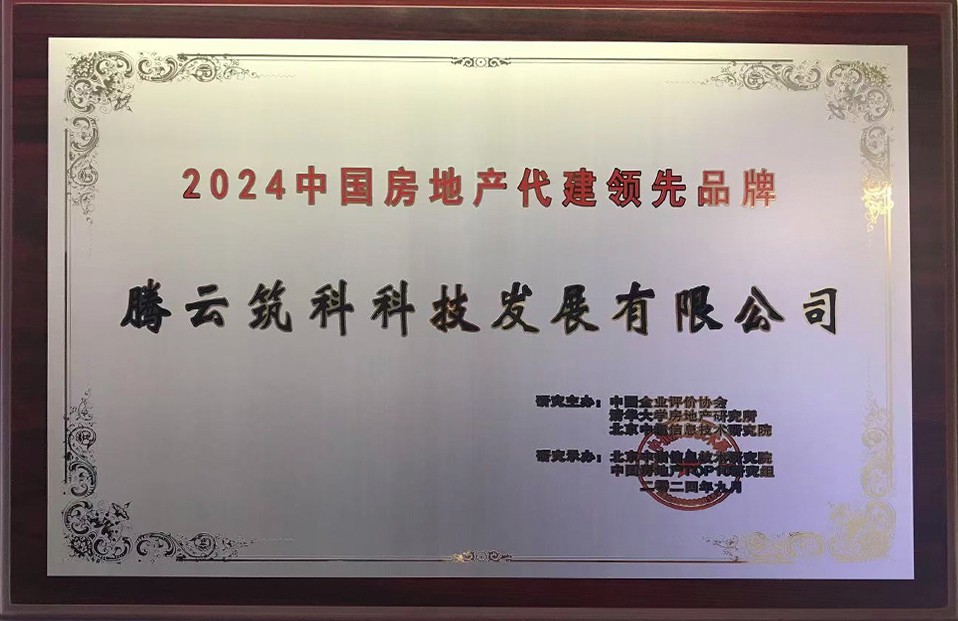 2024中国房地产代建领先品牌
腾云筑科科技发展有限公司
研究主办：中国企业评价协会
清华大学房地产研究所
北京中指信息技术研究院
研究承办：北京中指信息技术研究院
中国房地产TOP10研究组
二零二四年九月